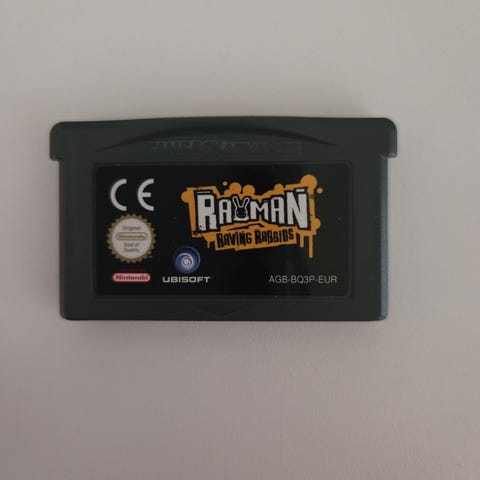 GAME BOY ADVANCE
CE
RAYMAN
RAVING RABBIDS
Original
Nintendo
Seal of
Quality
Nintendo
UBISOFT
AGB-BQ3P-EUR